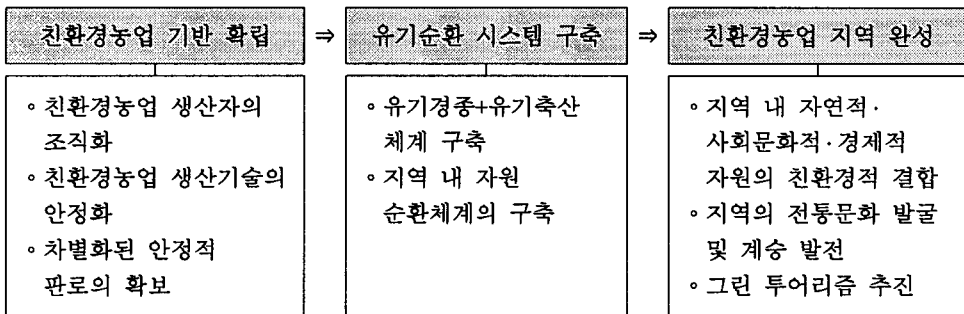 친환경농업 기반 확립 ⇒ 유기순환 시스템 구축 ⇒ 친환경농업 지역 완성
∘ 친환경농업 생산자의
조직화
∘ 친환경농업 생산기술의
안정화
∘ 차별화된 안정적
판로의 확보
∘ 유기경종+유기축산
체계 구축
∘ 지역 내 자원
순환체계의 구축
∘ 지역 내 자연적·
사회문화적·경제적
자원의 친환경적 결합
∘ 지역의 전통문화 발굴
및 계승 발전
∘ 그린 투어리즘 추진